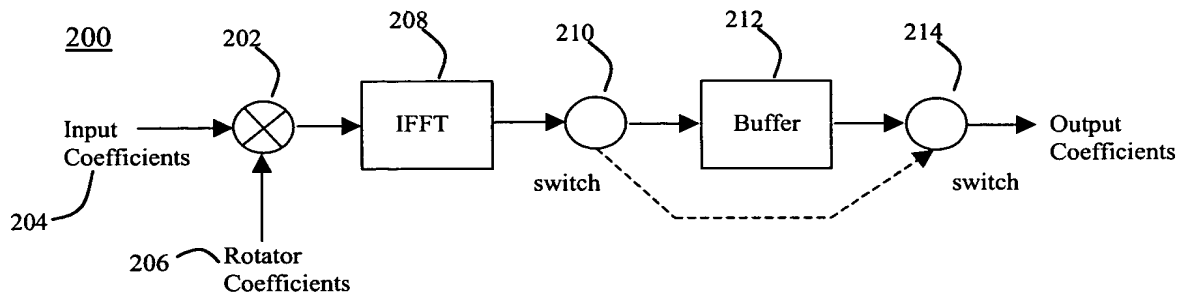 200
202
208
210
212
214
Input
Coefficients
IFFT
Buffer
Output
Coefficients
switch
switch
204
206
Rotator
Coefficients